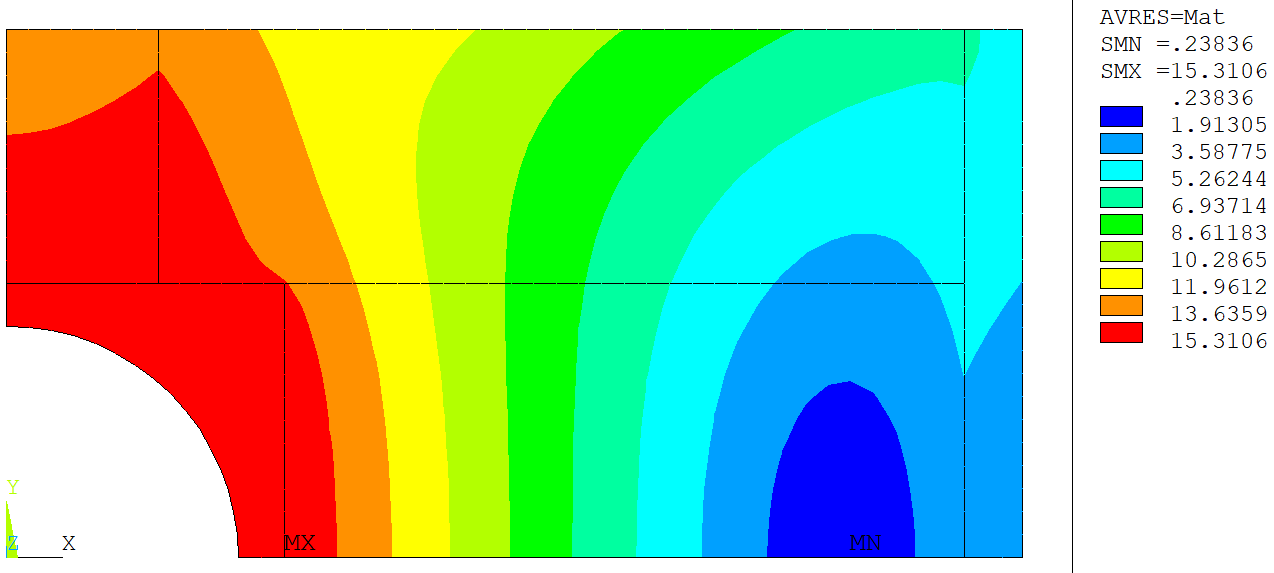 AVRES=Mat
SMN =.23836
SMX =15.3106
.23836
1.91305
3.58775
5.26244
6.93714
8.61183
10.2865
11.9612
13.6359
15.3106
Y
Z X
MX
MN